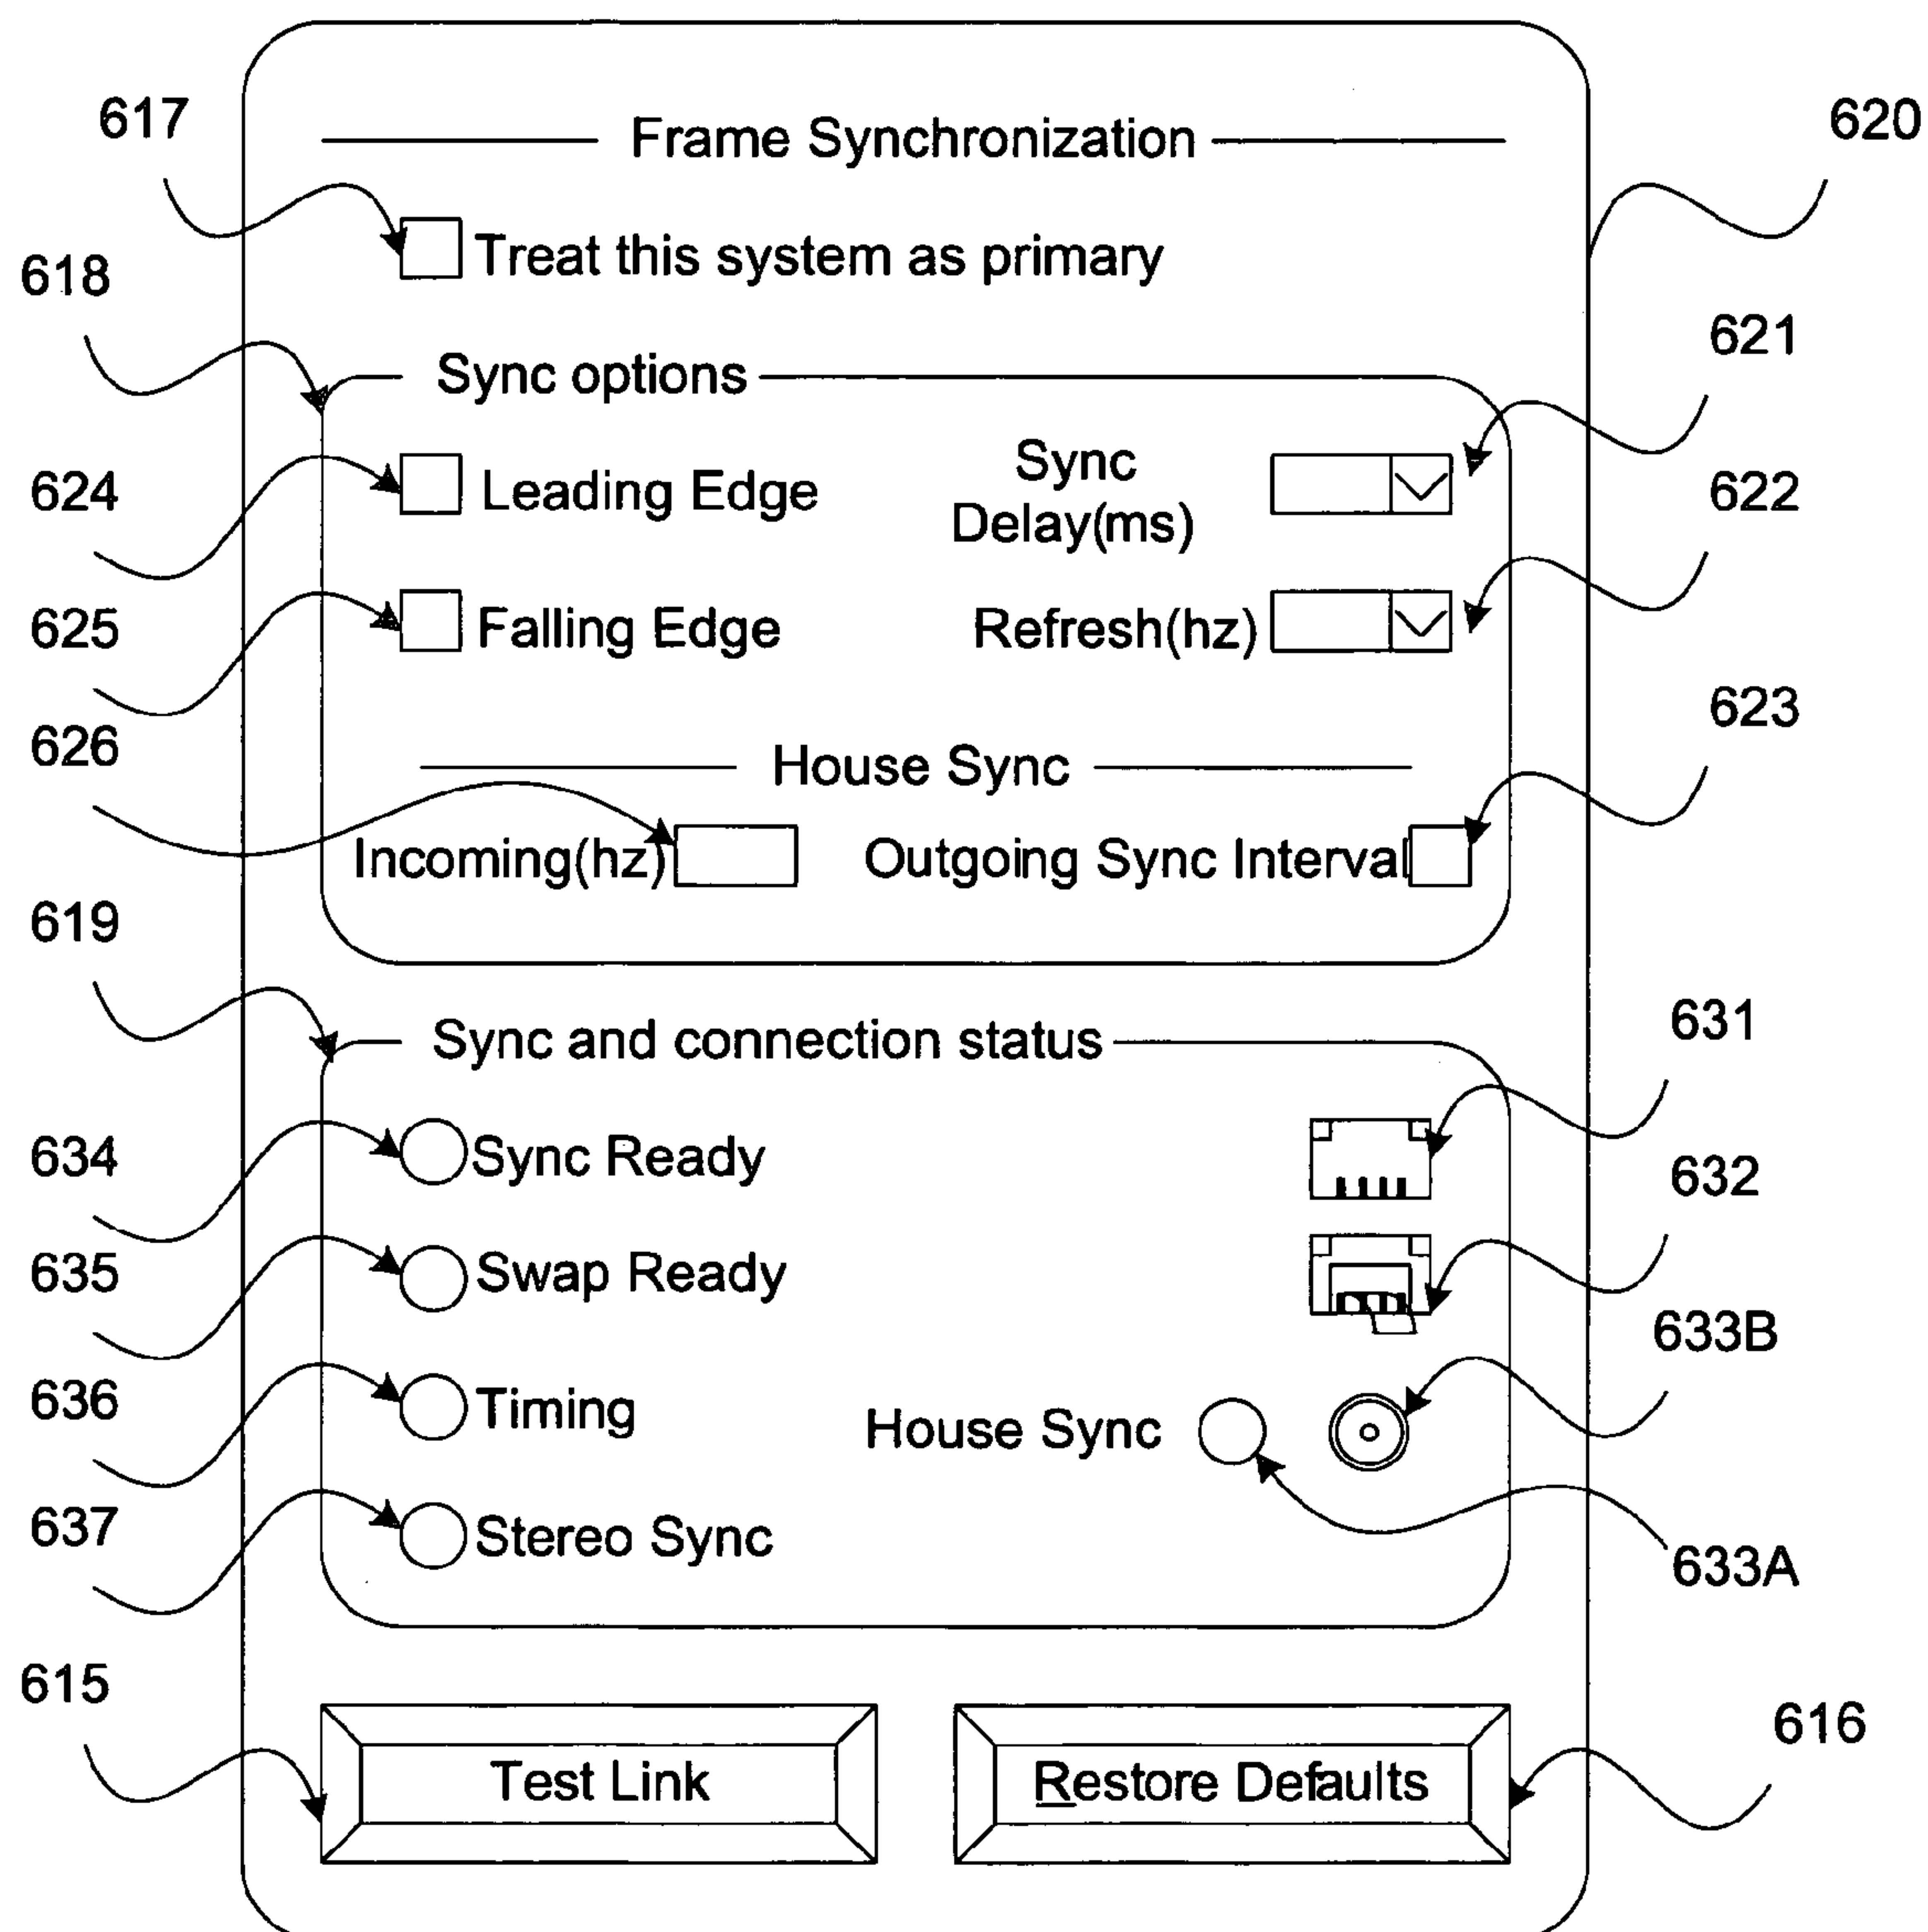 617
Frame Synchronization
620
Treat this system as primary
618
621
Sync options
624
Leading Edge
Sync
Delay(ms)
622
625
Falling Edge
Refresh(hz)
626
House Sync
623
Incoming(hz)
Outgoing Sync Interval
619
Sync and connection status
631
634
Sync Ready
632
635
Swap Ready
633B
636
Timing
House Sync
637
Stereo Sync
633A
615
616
Test Link
Restore Defaults